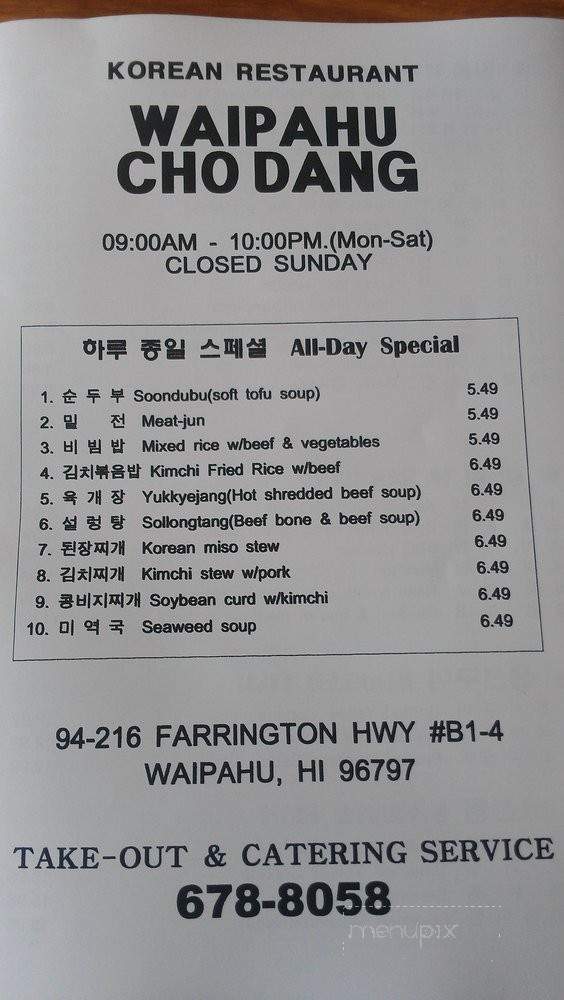 KOREAN RESTAURANT
WAIPAHU
CHO DANG
09:00AM - 10:00PM.(Mon-Sat)
CLOSED SUNDAY
하루 종일 스페셜 All-Day Special
1. 순 두 부 Soondubu(soft tofu soup) 5.49
2. 밀 전 Meat-jun 5.49
3. 비 빔 밥 Mixed rice w/beef & vegetables 5.49
4. 김치볶음밥 Kimchi Fried Rice w/beef 6.49
5. 육 개 장 Yukkyejang(Hot shredded beef soup) 6.49
6. 설 렁 탕 Sollongtang(Beef bone & beef soup) 6.49
7. 된장찌개 Korean miso stew 6.49
8. 김치찌개 Kimchi stew w/pork 6.49
9. 콩비지찌개 Soybean curd w/kimchi 6.49
10. 미 역 국 Seaweed soup 6.49
94-216 FARRINGTON HWY #B1-4
WAIPAHU, HI 96797
TAKE-OUT & CATERING SERVICE
678-8058
menupix